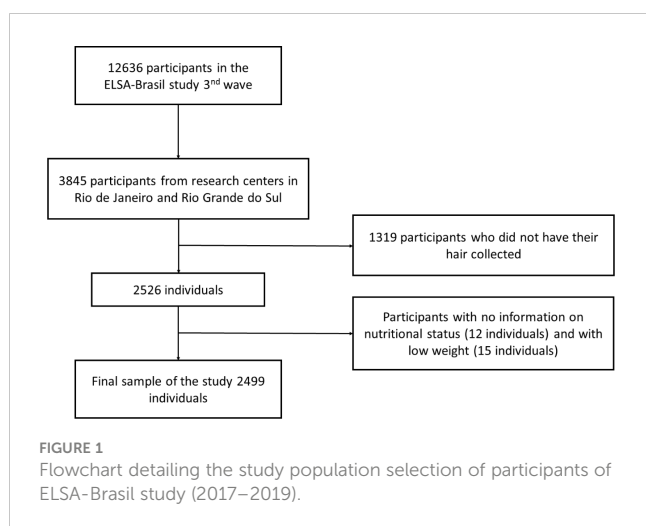 12636 participants in the
ELSA-Brasil study 3nd wave
3845 participants from research centers in
Rio de Janeiro and Rio Grande do Sul
1319 participants who did not have their
hair collected
2526 individuals
Participants with no information on
nutritional status (12 individuals) and with
low weight (15 individuals)
Final sample of the study 2499
individuals
FIGURE 1
Flowchart detailing the study population selection of participants of
ELSA-Brasil study (2017–2019).